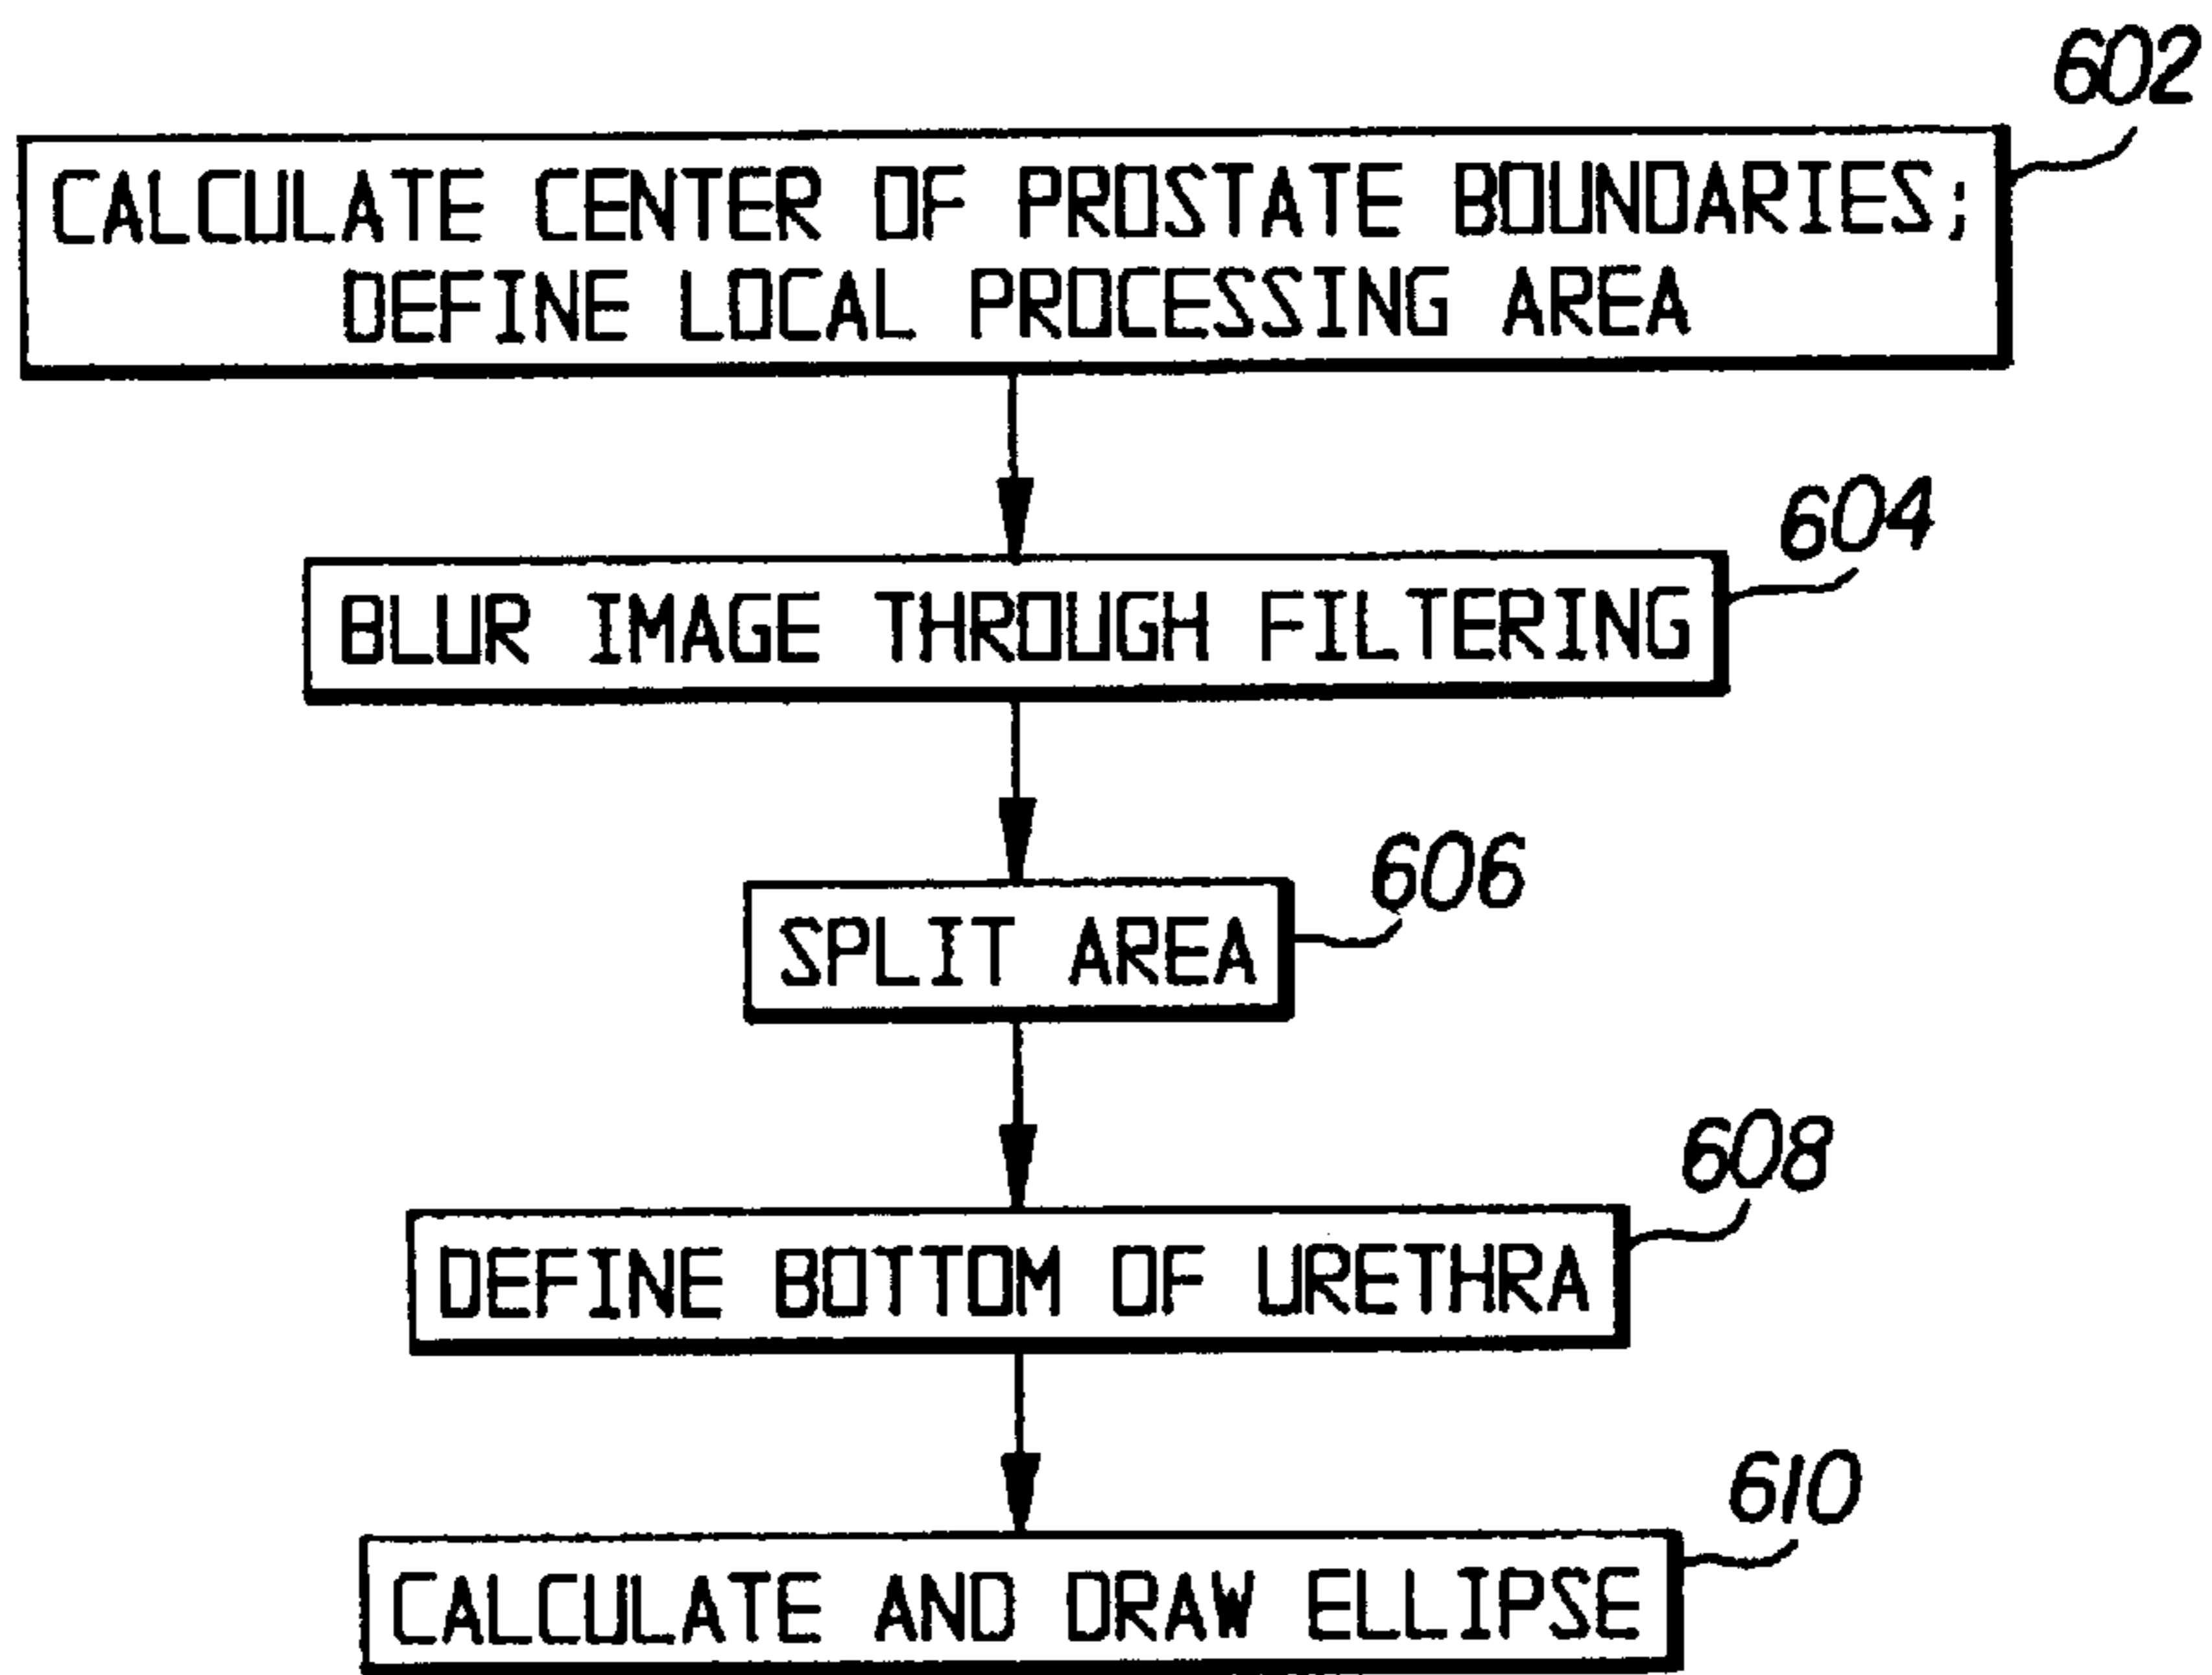 602
CALCULATE CENTER OF PROSTATE BOUNDARIES;
DEFINE LOCAL PROCESSING AREA
604
BLUR IMAGE THROUGH FILTERING
606
SPLIT AREA
608
DEFINE BOTTOM OF URETHRA
610
CALCULATE AND DRAW ELLIPSE